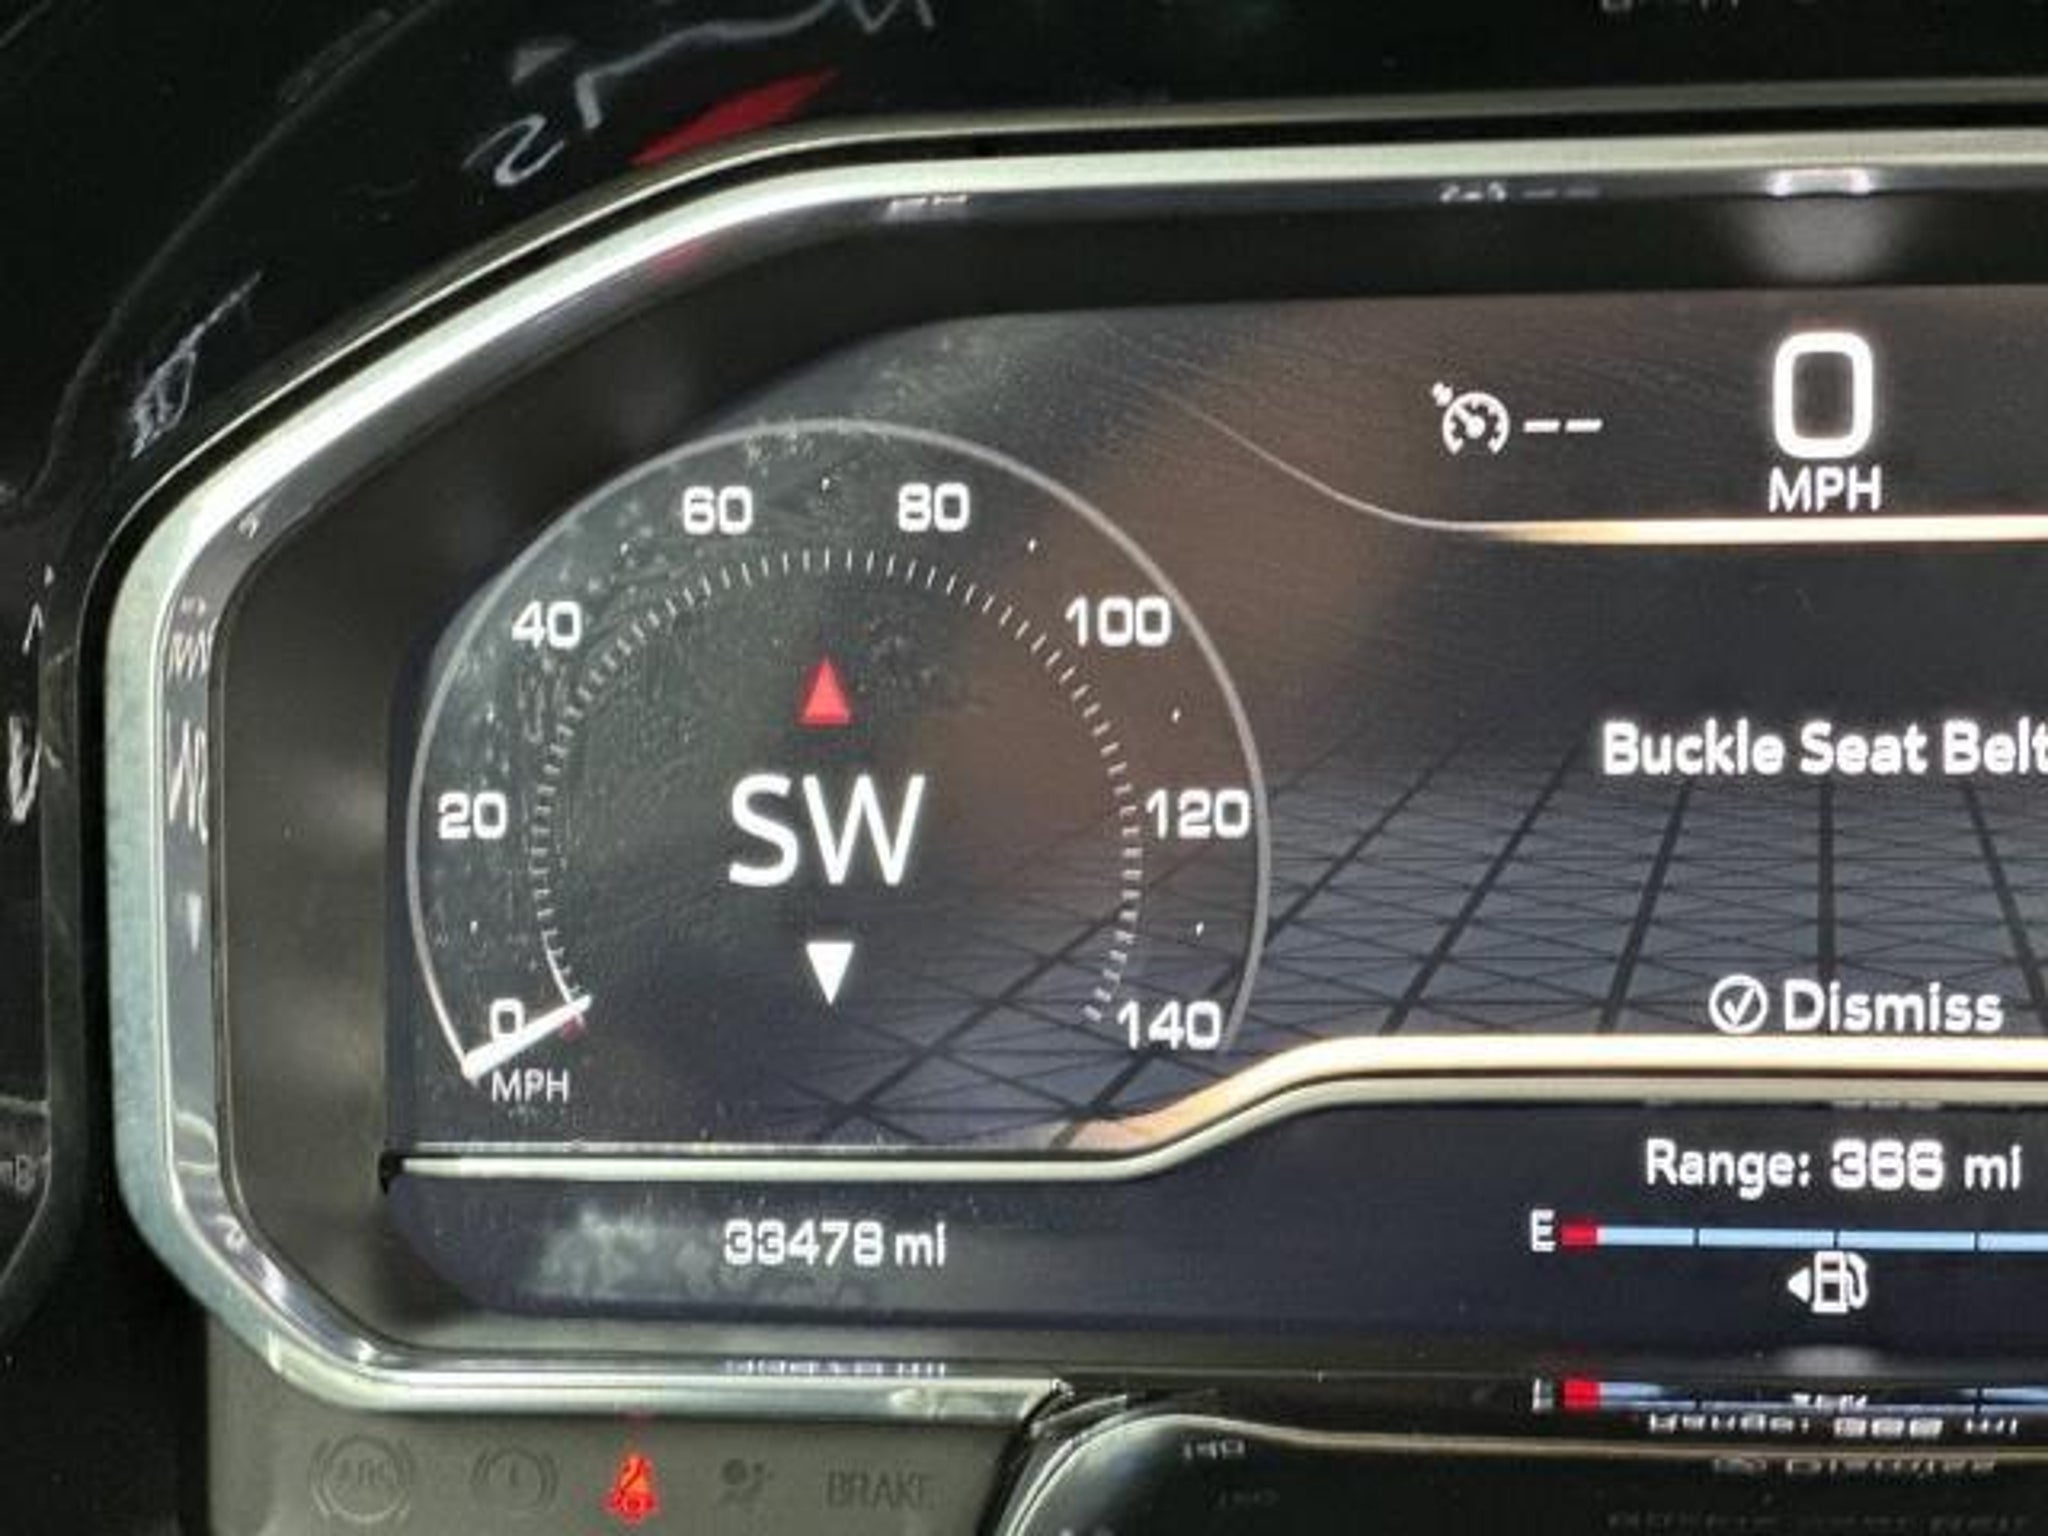 0
MPH
--
60 80
40 100
SW
20 120
0 140
MPH
Buckle Seat Belt
Dismiss
Range: 366 mi
33478 mi
E
ABS
BRAKE